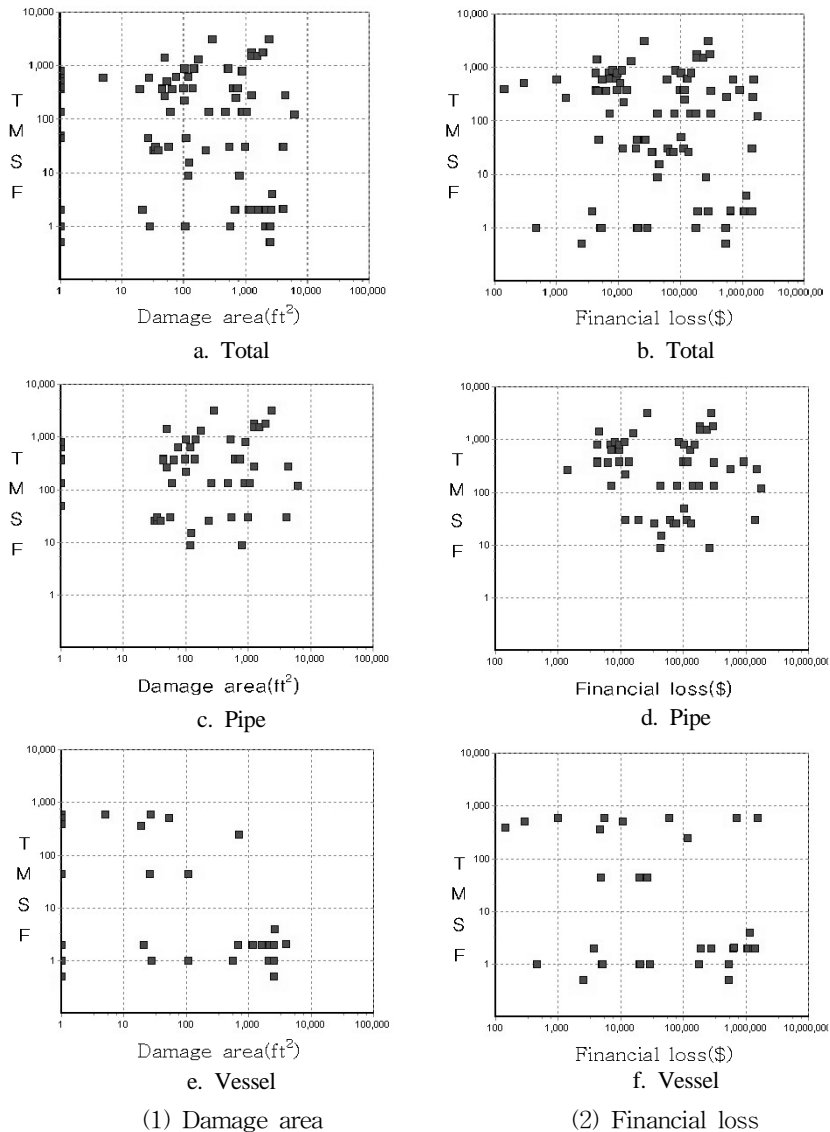 10,000
1,000
100
10
1
T
M
S
F
1
10
100
1,000
10,000
100,000
Damage area(ft²)
a. Total
10,000
1,000
100
10
1
T
M
S
F
100
1,000
10,000
100,000
1,000,000
10,000,00
Financial loss($)
b. Total
10,000
1,000
100
10
1
T
M
S
F
1
10
100
1,000
10,000
100,000
Damage area(ft²)
c. Pipe
10,000
1,000
100
10
1
T
M
S
F
100
1,000
10,000
100,000
1,000,000
10,000,000
Financial loss($)
d. Pipe
10,000
1,000
100
10
1
T
M
S
F
1
10
100
1,000
10,000
100,000
Damage area(ft²)
e. Vessel
10,000
1,000
100
10
1
T
M
S
F
100
1,000
10,000
100,000
1,000,000
10,000,000
Financial loss($)
f. Vessel
(1) Damage area
(2) Financial loss